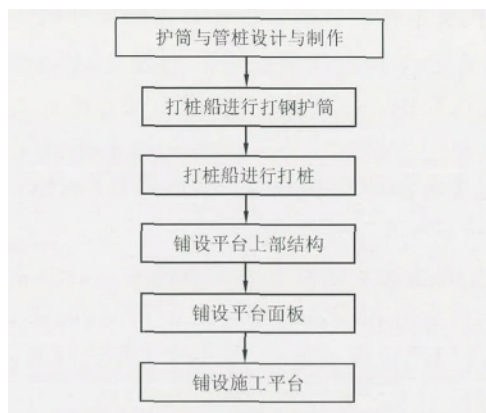 护筒与管桩设计与制作
打桩船进行打钢护筒
打桩船进行打桩
铺设平台上部结构
铺设平台面板
铺设施工平台